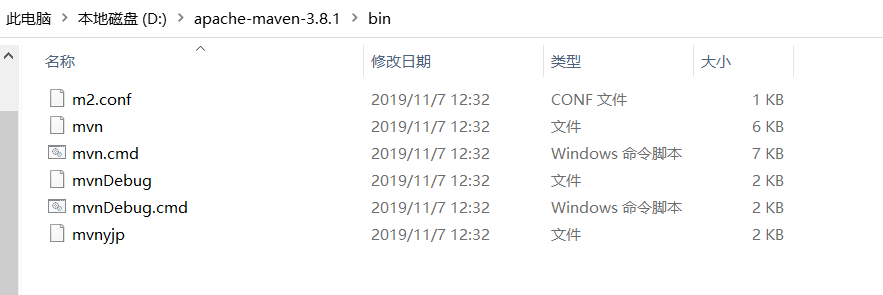 此电脑 > 本地磁盘 (D:) > apache-maven-3.8.1 > bin
名称 修改日期 类型 大小
m2.conf 2019/11/7 12:32 CONF 文件 1 KB
mvn 2019/11/7 12:32 文件 6 KB
mvn.cmd 2019/11/7 12:32 Windows 命令脚本 7 KB
mvnDebug 2019/11/7 12:32 文件 2 KB
mvnDebug.cmd 2019/11/7 12:32 Windows 命令脚本 2 KB
mvnyjp 2019/11/7 12:32 文件 2 KB